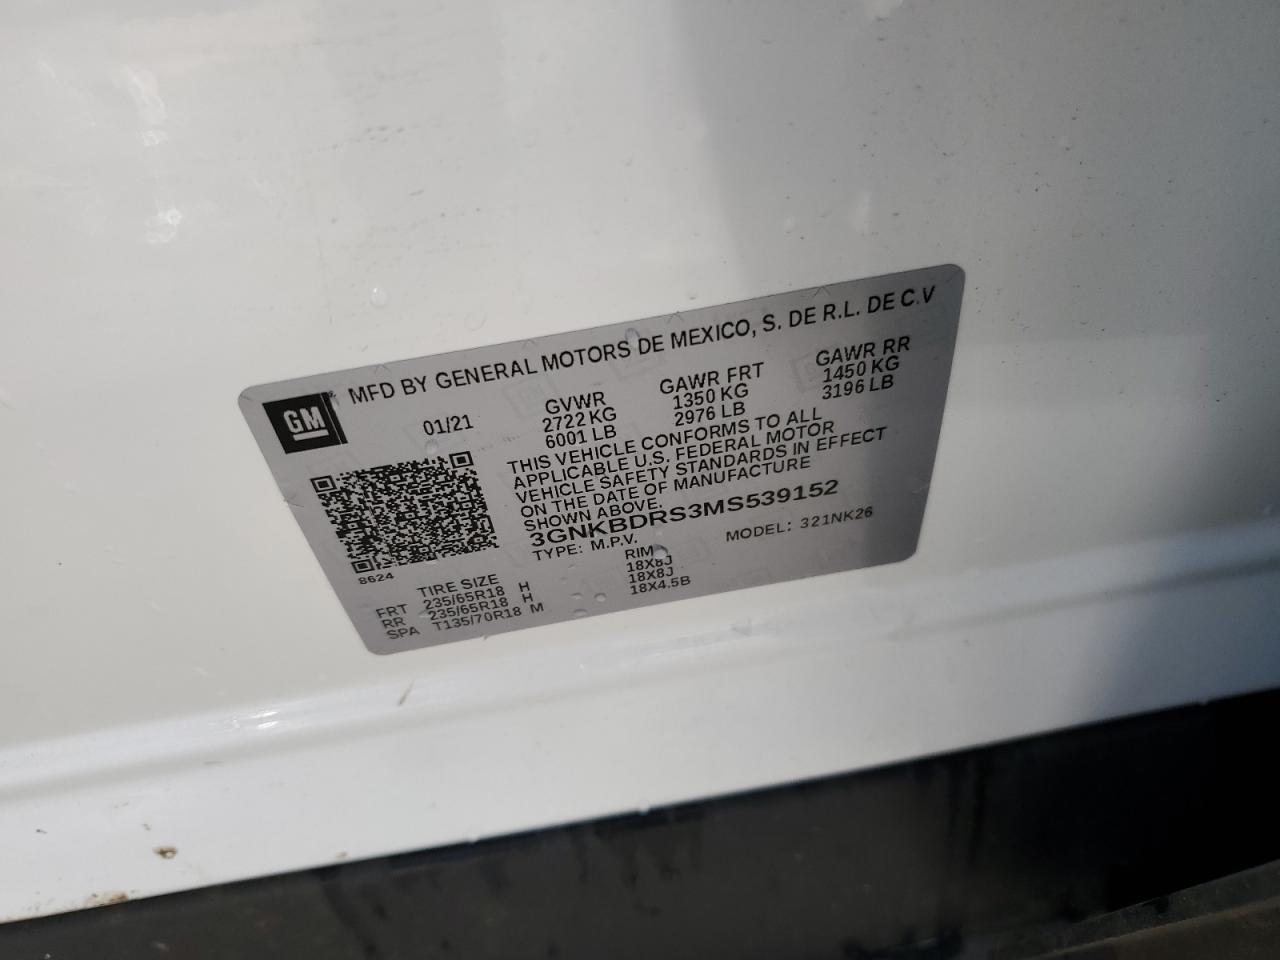 MFD BY GENERAL MOTORS DE MEXICO, S. DE R.L. DE C.V
GM
01/21
GVWR
2722 KG
6001 LB
GAWR FRT
1350 KG
2976 LB
GAWR RR
1450 KG
3196 LB
THIS VEHICLE CONFORMS TO ALL
APPLICABLE U.S. FEDERAL MOTOR
VEHICLE SAFETY STANDARDS IN EFFECT
ON THE DATE OF MANUFACTURE
SHOWN ABOVE.
3GNKBDRS3MS539152
TYPE: M.P.V.
MODEL: 321NK26
8624
TIRE SIZE RIM
FRT 235/65R18 H 18X8J
RR 235/65R18 H 18X8J
SPA T135/70R18 M 18X4.5B